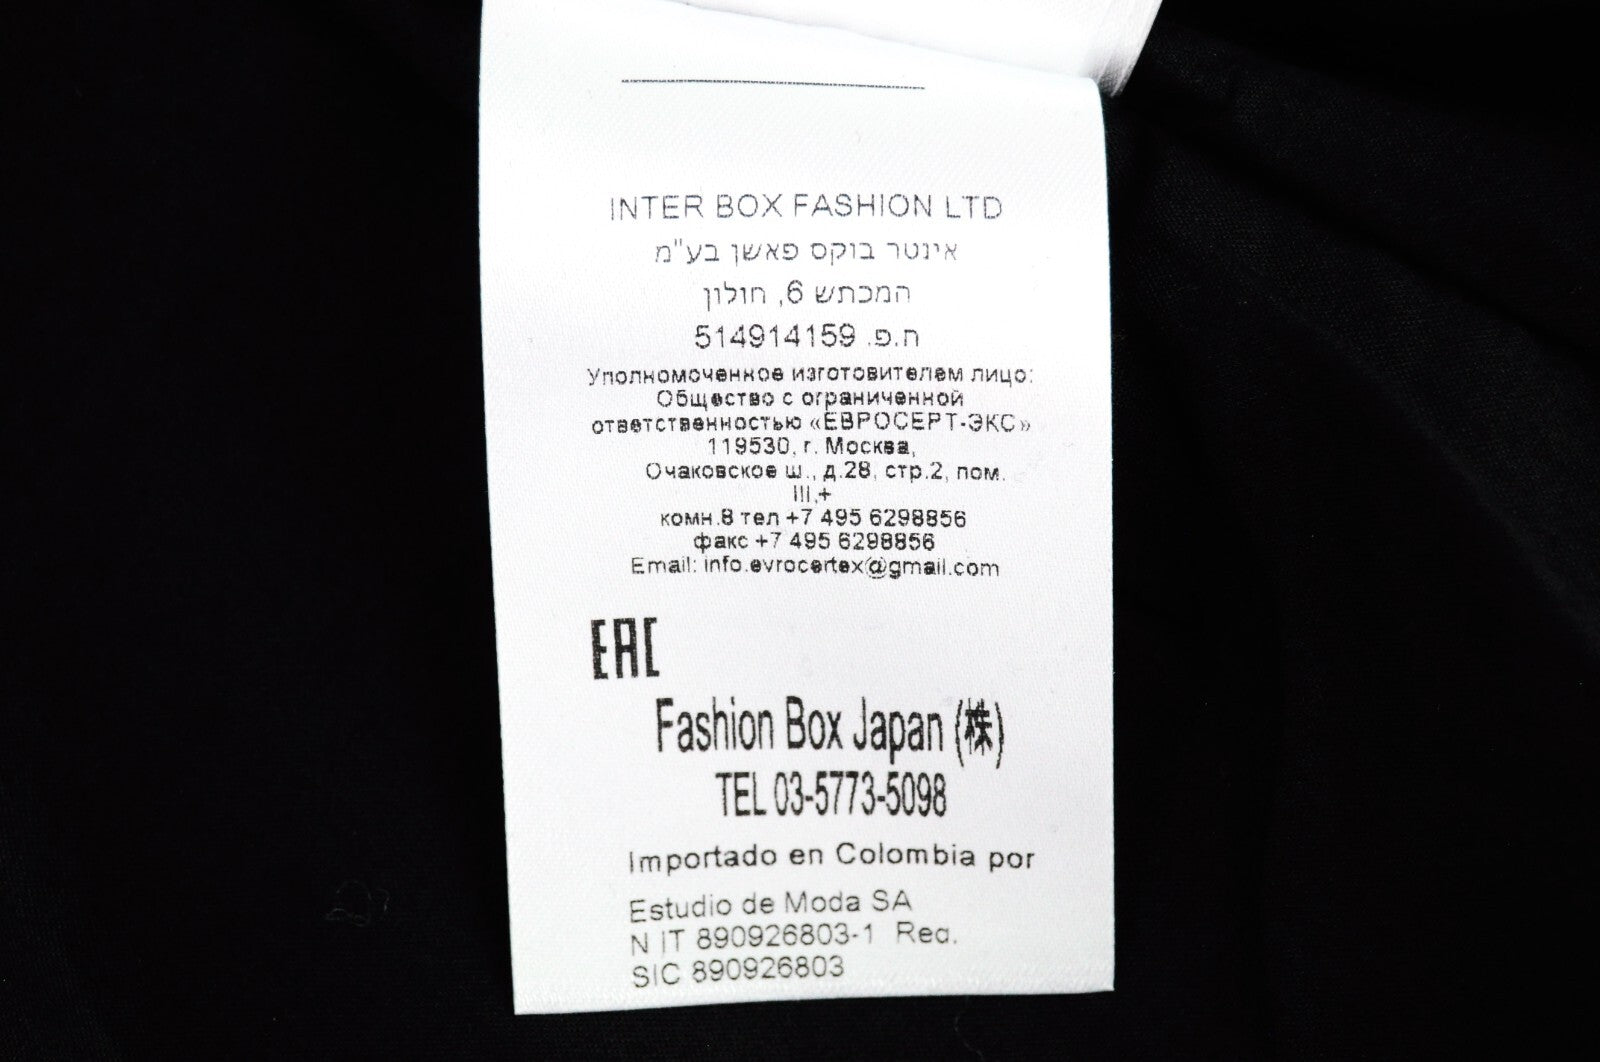 INTER BOX FASHION LTD
אינטר בוקס פאשן בע"מ
המכתש 6, חולון
ח.פ. 514914159
Уполномоченное изготовителем лицо:
Общество с ограниченной
ответственностью «ЕВРОСЕРТ-ЭКС»
119530, г. Москва,
Очаковское ш., д.28, стр.2, пом.
III,+
комн.8 тел +7 495 6298856
факс +7 495 6298856
Email: info.evrocertex@gmail.com
EAC
Fashion Box Japan (株)
TEL 03-5773-5098
Importado en Colombia por
Estudio de Moda SA
N IT 890926803-1 Reg.
SIC 890926803